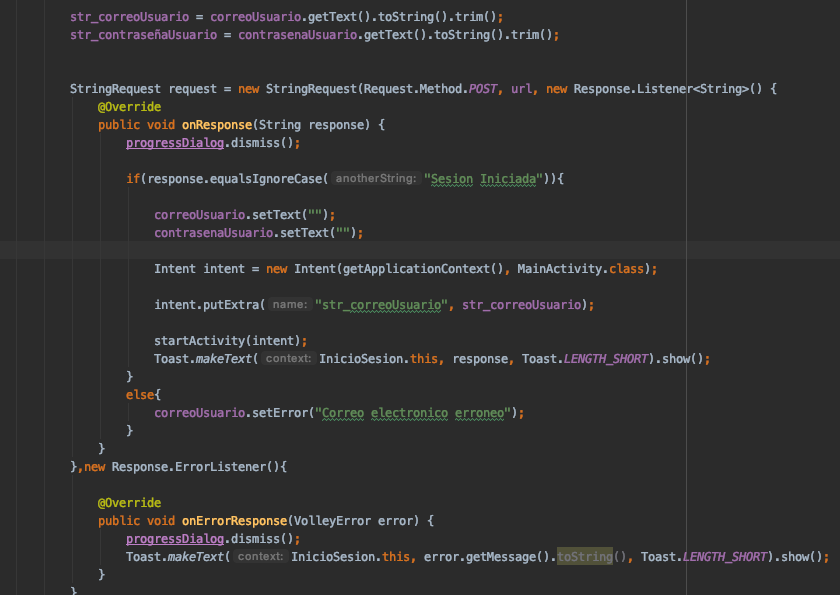 str_correoUsuario = correoUsuario.getText().toString().trim();
str_contraseñaUsuario = contrasenaUsuario.getText().toString().trim();
StringRequest request = new StringRequest(Request.Method.POST, url, new Response.Listener<String>() {
@Override
public void onResponse(String response) {
progressDialog.dismiss();
if(response.equalsIgnoreCase( anotherString: "Sesion Iniciada")){
correoUsuario.setText("");
contrasenaUsuario.setText("");
Intent intent = new Intent(getApplicationContext(), MainActivity.class);
intent.putExtra( name: "str_correoUsuario", str_correoUsuario);
startActivity(intent);
Toast.makeText( context: InicioSesion.this, response, Toast.LENGTH_SHORT).show();
}
else{
correoUsuario.setError("Correo electronico erroneo");
}
}
},new Response.ErrorListener(){
@Override
public void onErrorResponse(VolleyError error) {
progressDialog.dismiss();
Toast.makeText( context: InicioSesion.this, error.getMessage().toString(), Toast.LENGTH_SHORT).show();
}
}